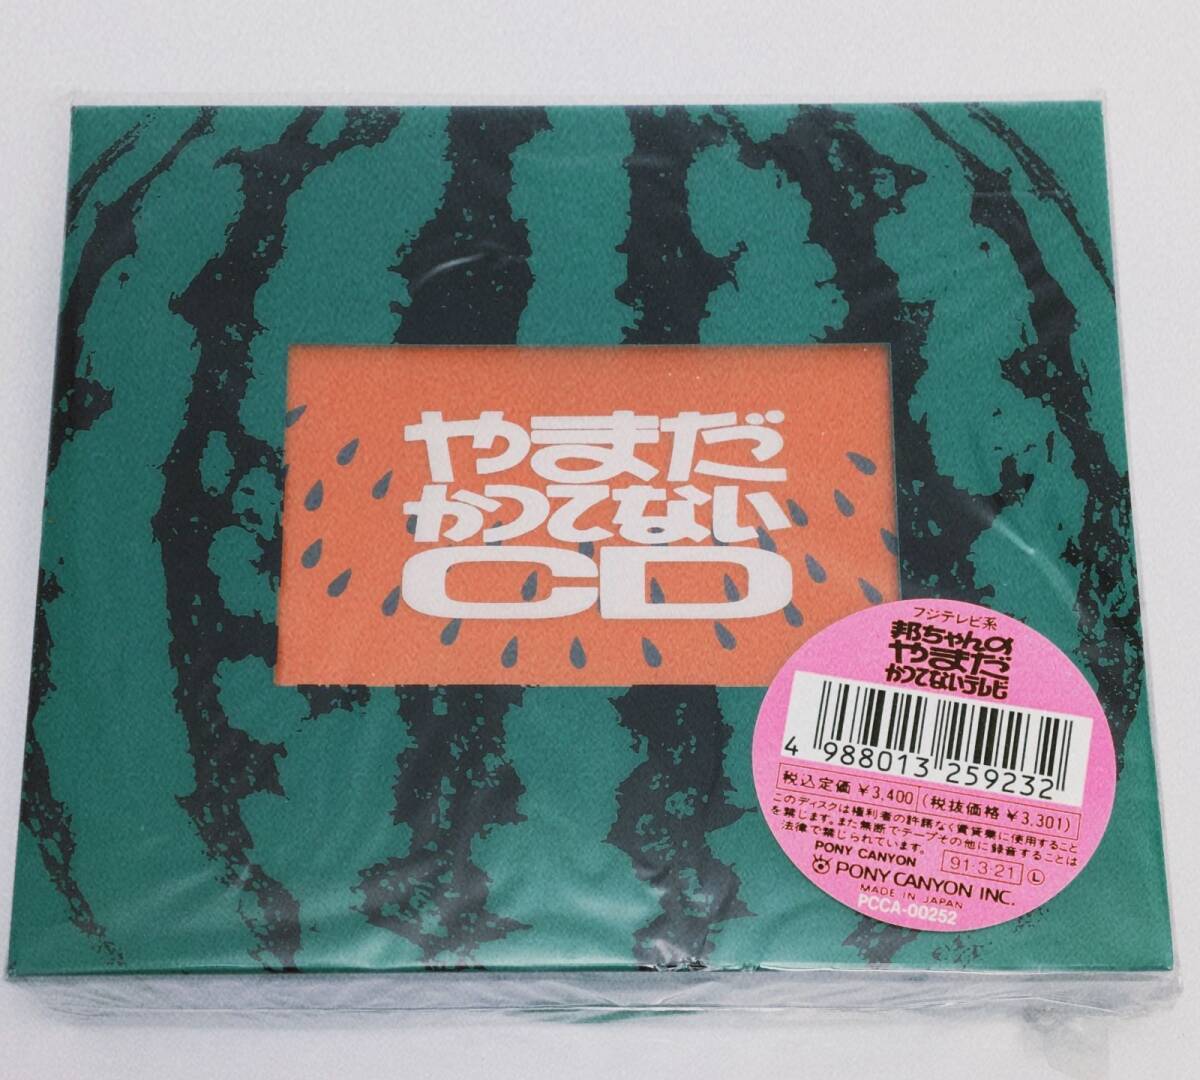 やまだ
かつてない
CD
フジテレビ系
邦ちゃんの
やまだ
かつてないテレビ
4 988013 259232
税込定価 ¥3,400 (税抜価格 ¥3,301)
このディスクは権利者の許諾なく賃貸業に使用すること
を禁じます。また無断でテープその他に録音することは
法律で禁じられています。
PONY CANYON 91・3・21 Ⓛ
PONY CANYON INC.
MADE IN JAPAN
PCCA-00252